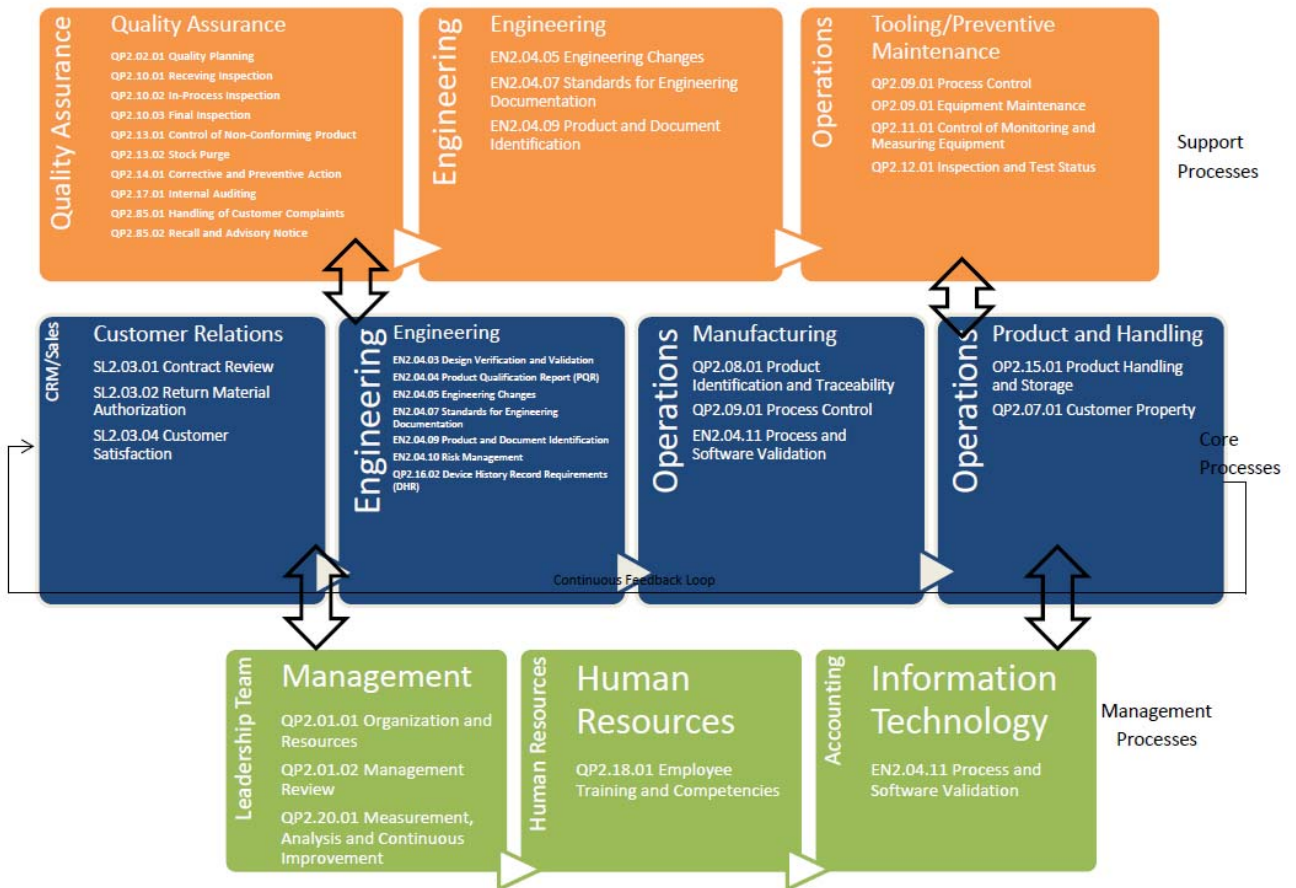 Quality Assurance
Quality Assurance
QP2.02.01 Quality Planning
QP2.10.01 Receving Inspection
QP2.10.02 In-Process Inspection
QP2.10.03 Final Inspection
QP2.13.01 Control of Non-Conforming Product
QP2.13.02 Stock Purge
QP2.14.01 Corrective and Preventive Action
QP2.17.01 Internal Auditing
QP2.85.01 Handling of Customer Complaints
QP2.85.02 Recall and Advisory Notice
Engineering
Engineering
EN2.04.05 Engineering Changes
EN2.04.07 Standards for Engineering
Documentation
EN2.04.09 Product and Document
Identification
Operations
Tooling/Preventive
Maintenance
QP2.09.01 Process Control
OP2.09.01 Equipment Maintenance
QP2.11.01 Control of Monitoring and
Measuring Equipment
QP2.12.01 Inspection and Test Status
Support
Processes
CRM/Sales
Customer Relations
SL2.03.01 Contract Review
SL2.03.02 Return Material
Authorization
SL2.03.04 Customer
Satisfaction
Engineering
Engineering
EN2.04.03 Design Verification and Validation
EN2.04.04 Product Qualification Report (PQR)
EN2.04.05 Engineering Changes
EN2.04.07 Standards for Engineering
Documentation
EN2.04.09 Product and Document Identification
EN2.04.10 Risk Management
QP2.16.02 Device History Record Requirements
(DHR)
Operations
Manufacturing
QP2.08.01 Product
Identification and Traceability
QP2.09.01 Process Control
EN2.04.11 Process and
Software Validation
Operations
Product and Handling
OP2.15.01 Product Handling
and Storage
QP2.07.01 Customer Property
Core
Processes
Continuous Feedback Loop
Leadership Team
Management
QP2.01.01 Organization and
Resources
QP2.01.02 Management
Review
QP2.20.01 Measurement,
Analysis and Continuous
Improvement
Human Resources
Human
Resources
QP2.18.01 Employee
Training and Competencies
Accounting
Information
Technology
EN2.04.11 Process and
Software Validation
Management
Processes